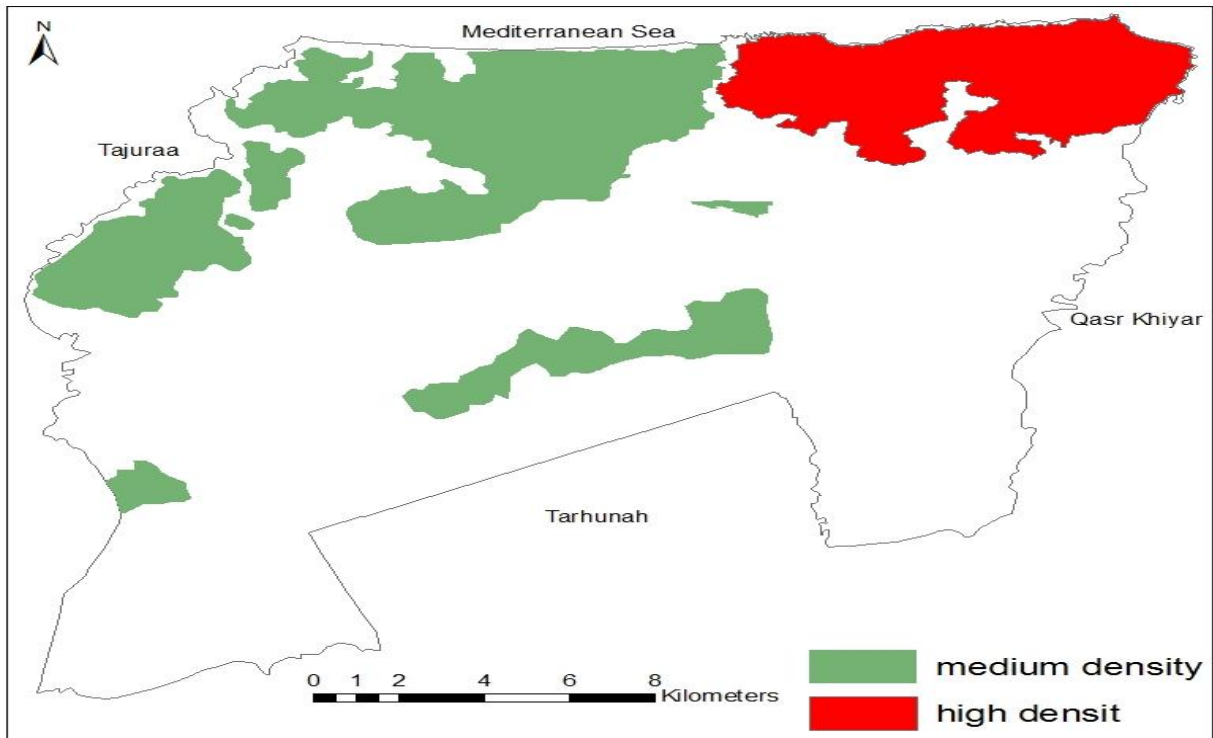 N
Mediterranean Sea
Tajuraa
Qasr Khiyar
Tarhunah
0 1 2 4 6 8
Kilometers
medium density
high densit